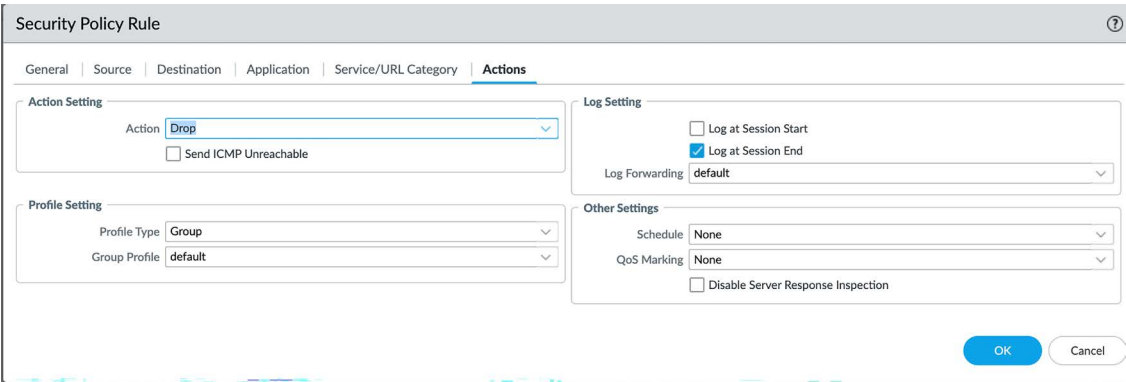 Security Policy Rule
General Source Destination Application Service/URL Category Actions
Action Setting
Action Drop
Send ICMP Unreachable
Profile Setting
Profile Type Group
Group Profile default
Log Setting
Log at Session Start
Log at Session End
Log Forwarding default
Other Settings
Schedule None
QoS Marking None
Disable Server Response Inspection
OK Cancel